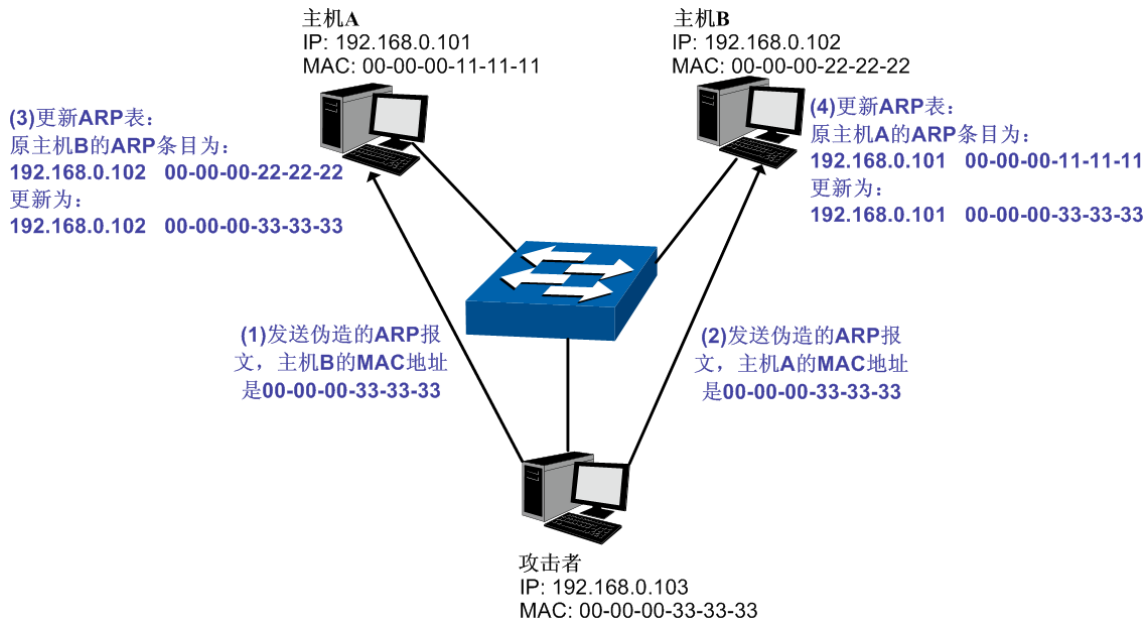 主机A
IP: 192.168.0.101
MAC: 00-00-00-11-11-11
主机B
IP: 192.168.0.102
MAC: 00-00-00-22-22-22
(3)更新ARP表：
原主机B的ARP条目为：
192.168.0.102 00-00-00-22-22-22
更新为：
192.168.0.102 00-00-00-33-33-33
(4)更新ARP表：
原主机A的ARP条目为：
192.168.0.101 00-00-00-11-11-11
更新为：
192.168.0.101 00-00-00-33-33-33
(1)发送伪造的ARP报
文，主机B的MAC地址
是00-00-00-33-33-33
(2)发送伪造的ARP报
文，主机A的MAC地址
是00-00-00-33-33-33
攻击者
IP: 192.168.0.103
MAC: 00-00-00-33-33-33